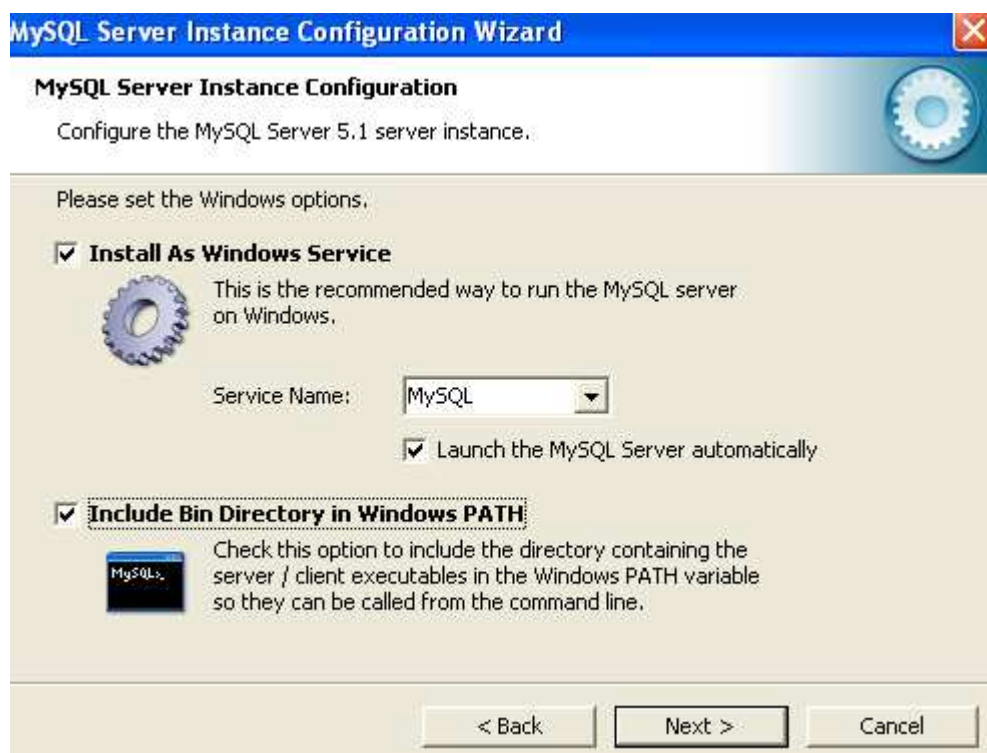 MySQL Server Instance Configuration Wizard
MySQL Server Instance Configuration
Configure the MySQL Server 5.1 server instance.
Please set the Windows options.
Install As Windows Service
This is the recommended way to run the MySQL server
on Windows.
Service Name: MySQL
Launch the MySQL Server automatically
Include Bin Directory in Windows PATH
MySQL>_
Check this option to include the directory containing the
server / client executables in the Windows PATH variable
so they can be called from the command line.
< Back Next > Cancel